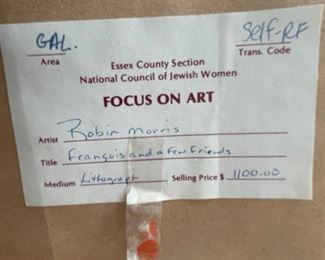 GAL. Self-RF
Area Trans. Code
Essex County Section
National Council of Jewish Women
FOCUS ON ART
Artist Robin Morris
Title François and a few friends
Medium Lithograph Selling Price $ 1100.00